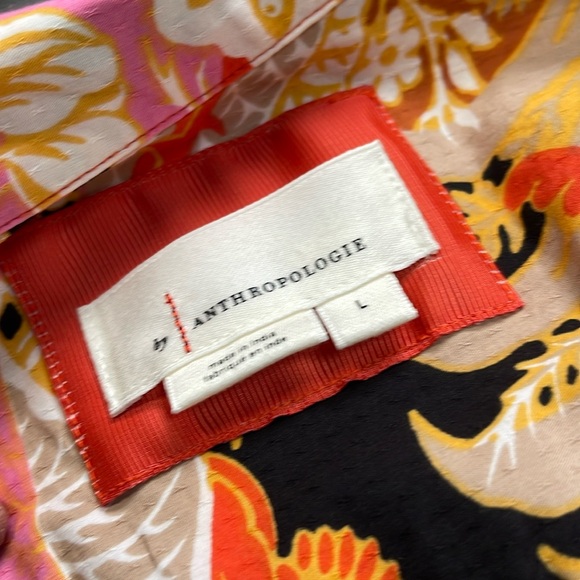 by | ANTHROPOLOGIE
L
made in india
fabriqué en inde